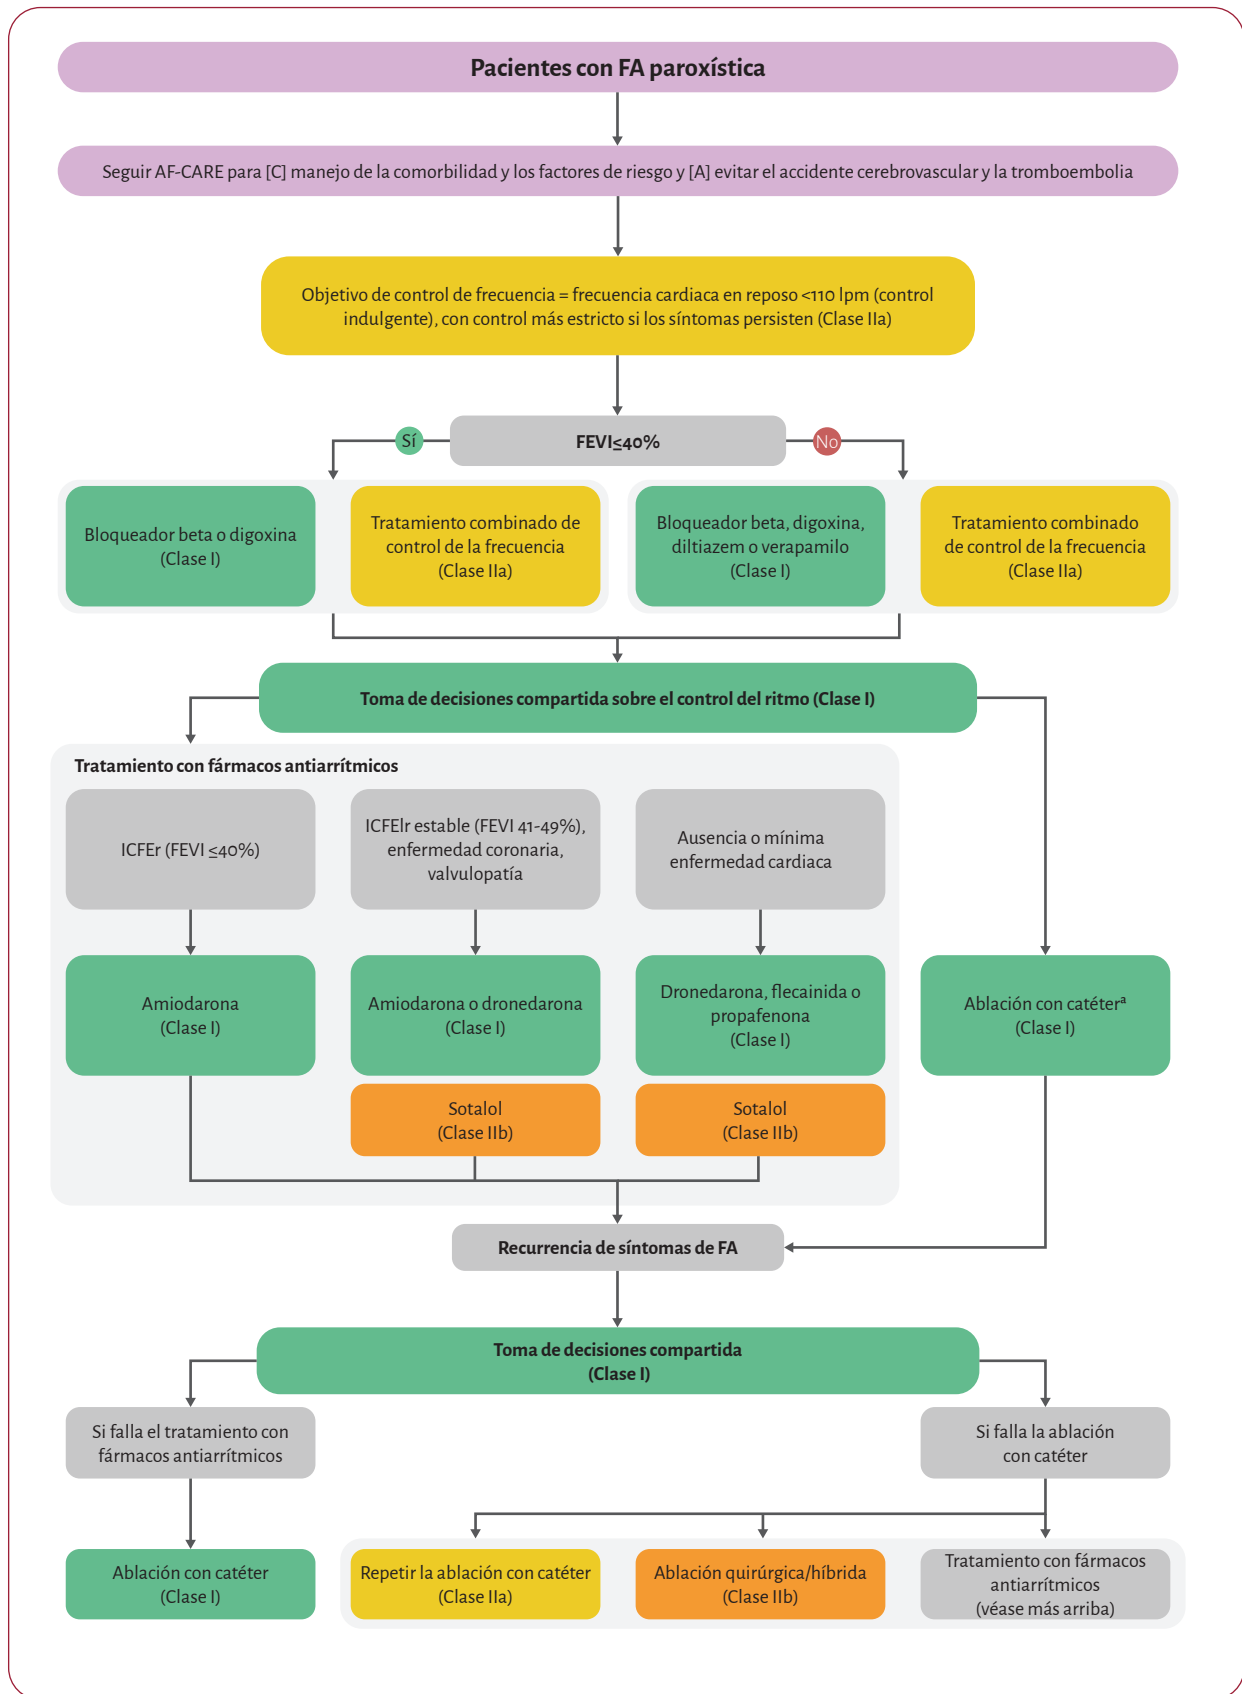 Pacientes con FA paroxística
Seguir AF-CARE para [C] manejo de la comorbilidad y los factores de riesgo y [A] evitar el accidente cerebrovascular y la tromboembolia
Objetivo de control de frecuencia = frecuencia cardiaca en reposo <110 lpm (control
indulgente), con control más estricto si los síntomas persisten (Clase IIa)
Sí
FEVI≤40%
No
Bloqueador beta o digoxina
(Clase I)
Tratamiento combinado de
control de la frecuencia
(Clase IIa)
Bloqueador beta, digoxina,
diltiazem o verapamilo
(Clase I)
Tratamiento combinado
de control de la frecuencia
(Clase IIa)
Toma de decisiones compartida sobre el control del ritmo (Clase I)
Tratamiento con fármacos antiarrítmicos
ICFEr (FEVI ≤40%)
ICFElr estable (FEVI 41-49%),
enfermedad coronaria,
valvulopatía
Ausencia o mínima
enfermedad cardiaca
Amiodarona
(Clase I)
Amiodarona o dronedarona
(Clase I)
Dronedarona, flecainida o
propafenona
(Clase I)
Ablación con catéterª
(Clase I)
Sotalol
(Clase IIb)
Sotalol
(Clase IIb)
Recurrencia de síntomas de FA
Toma de decisiones compartida
(Clase I)
Si falla el tratamiento con
fármacos antiarrítmicos
Si falla la ablación
con catéter
Ablación con catéter
(Clase I)
Repetir la ablación con catéter
(Clase IIa)
Ablación quirúrgica/híbrida
(Clase IIb)
Tratamiento con fármacos
antiarrítmicos
(véase más arriba)